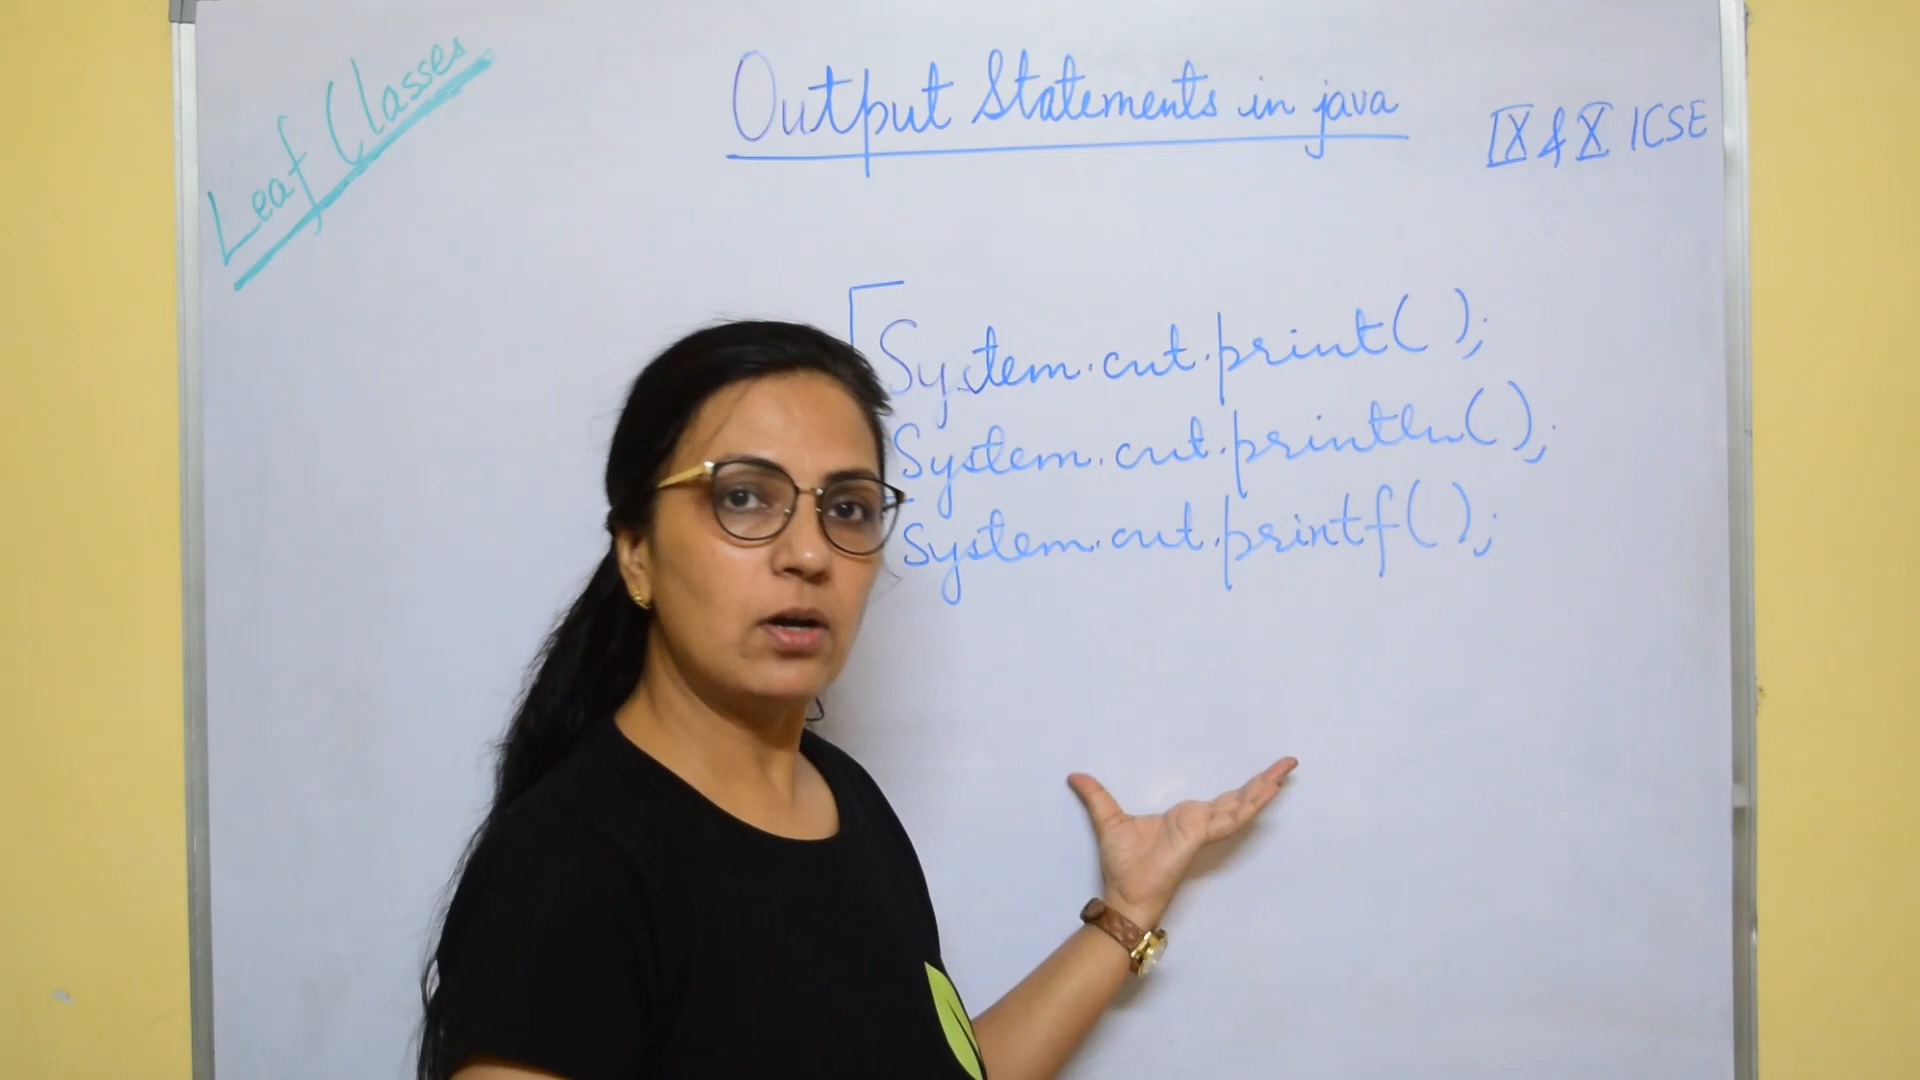 Leaf Classes
Output Statements in java
IX & X ICSE
System.out.print( );
System.out.println( );
System.out.printf( );